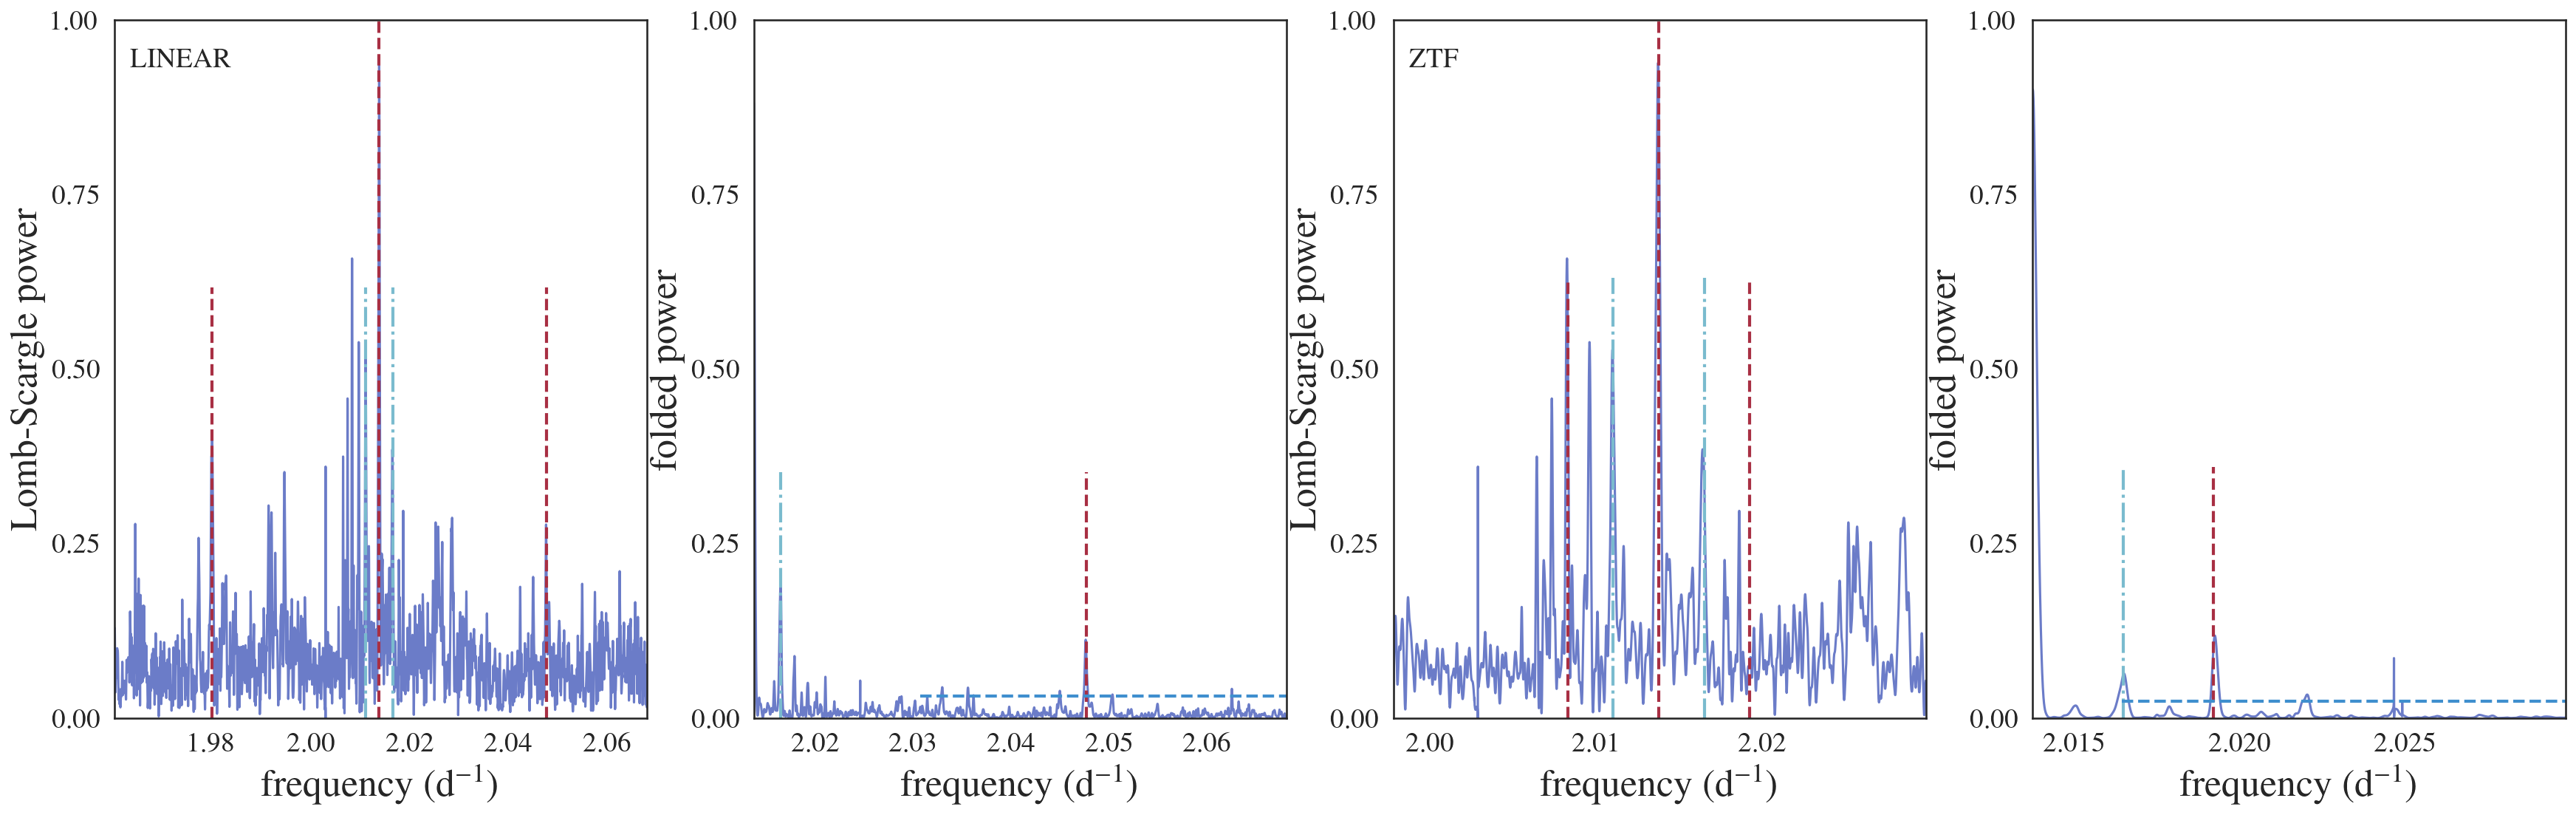 LINEAR
Lomb-Scargle power
1.00
0.75
0.50
0.25
0.00
1.98 2.00 2.02 2.04 2.06
frequency (d⁻¹)
folded power
1.00
0.75
0.50
0.25
0.00
2.02 2.03 2.04 2.05 2.06
frequency (d⁻¹)
ZTF
Lomb-Scargle power
1.00
0.75
0.50
0.25
0.00
2.00 2.01 2.02
frequency (d⁻¹)
folded power
1.00
0.75
0.50
0.25
0.00
2.015 2.020 2.025
frequency (d⁻¹)